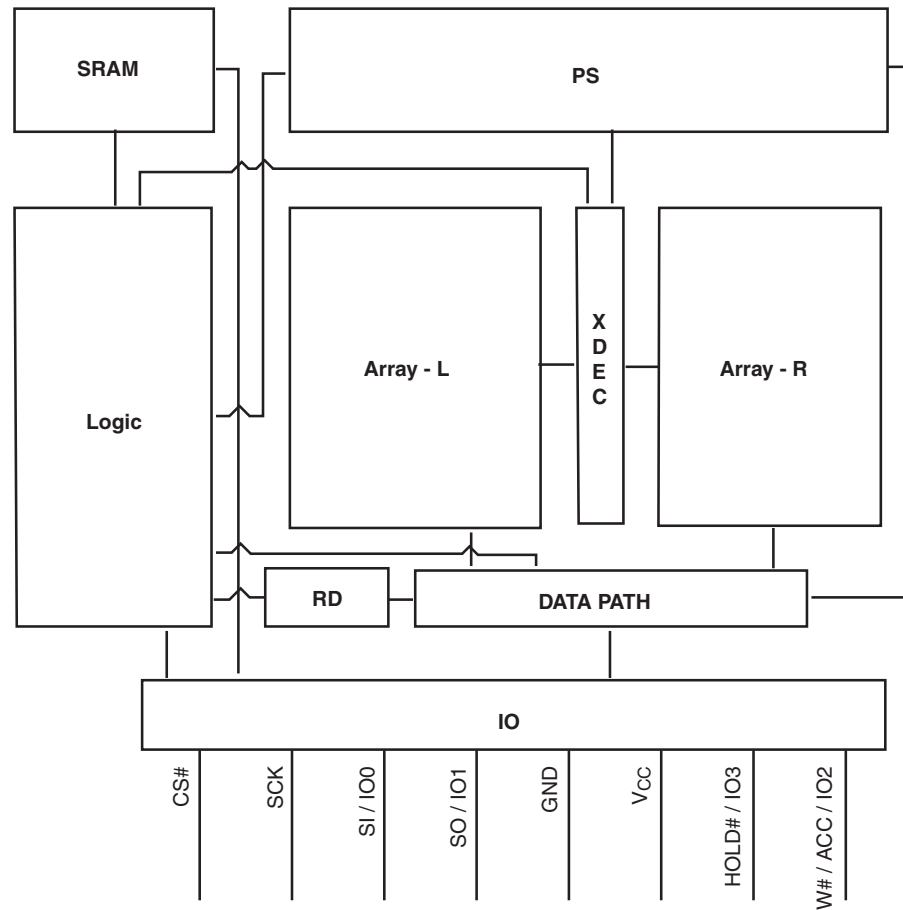 SRAM
PS
X
D
E
C
Array - L
Array - R
Logic
RD
DATA PATH
IO
CS#
SCK
SI / IO0
SO / IO1
GND
VCC
HOLD# / IO3
W# / ACC / IO2